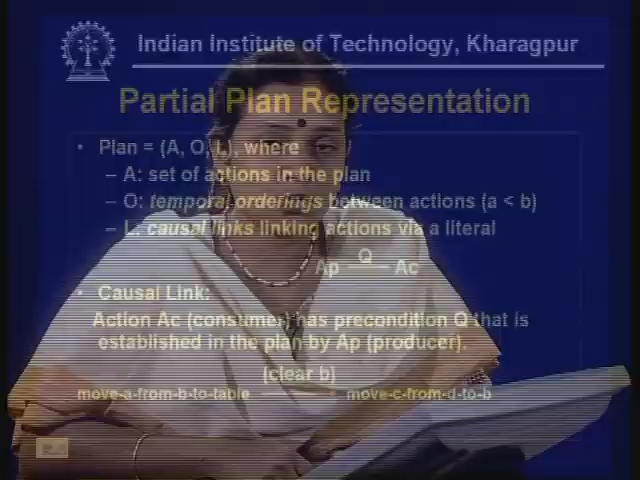 Indian Institute of Technology, Kharagpur
Partial Plan Representation
• Plan = (A, O, L), where
– A: set of actions in the plan
– O: temporal orderings between actions (a < b)
– L: causal links linking actions via a literal
Q
Ap Ac
• Causal Link:
Action Ac (consumer) has precondition Q that is
established in the plan by Ap (producer).
(clear b)
move-a-from-b-to-table move-c-from-d-to-b